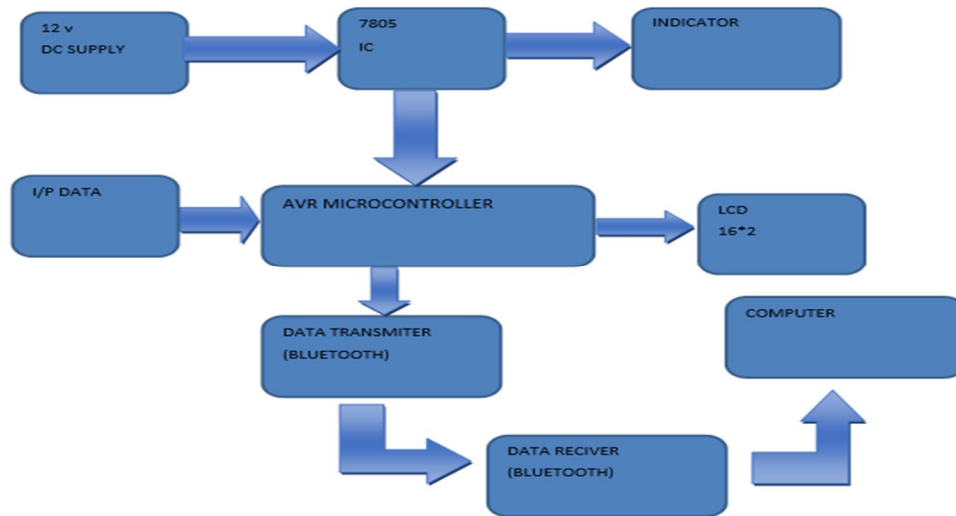 12 v
DC SUPPLY
7805
IC
INDICATOR
I/P DATA
AVR MICROCONTROLLER
LCD
16*2
DATA TRANSMITER
(BLUETOOTH)
COMPUTER
DATA RECIVER
(BLUETOOTH)